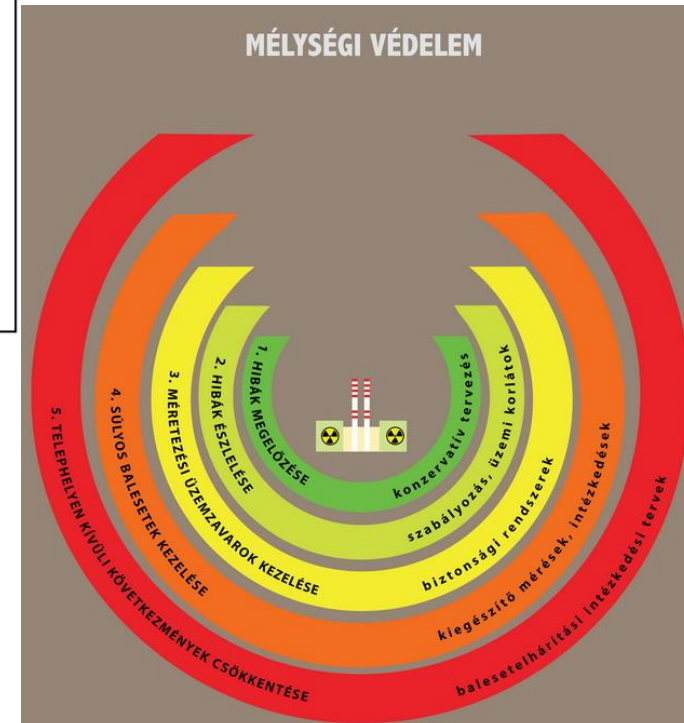 MÉLYSÉGI VÉDELEM
1. HIBÁK MEGELŐZÉSE
konzervatív tervezés
2. HIBÁK ÉSZLELÉSE
szabályozás, üzemi korlátok
3. MÉRETEZÉSI ÜZEMZAVAROK KEZELÉSE
biztonsági rendszerek
4. SÚLYOS BALESETEK KEZELÉSE
kiegészítő mérések, intézkedések
5. TELEPHELYEN KÍVÜLI KÖVETKEZMÉNYEK CSÖKKENTÉSE
balesetelhárítási intézkedési tervek